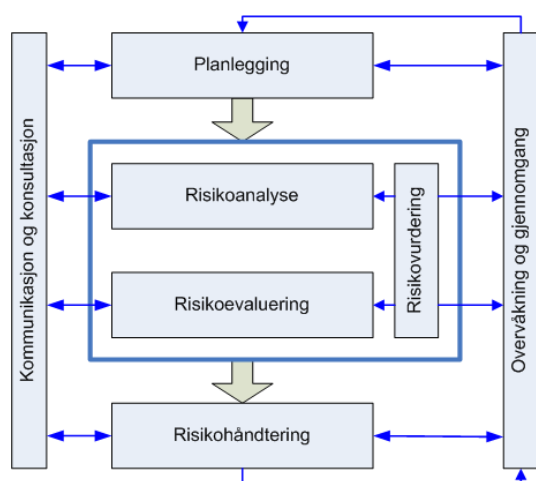 Planlegging
Kommunikasjon og konsultasjon
Risikoanalyse
Risikovurdering
Overvåkning og gjennomgang
Risikoevaluering
Risikohåndtering